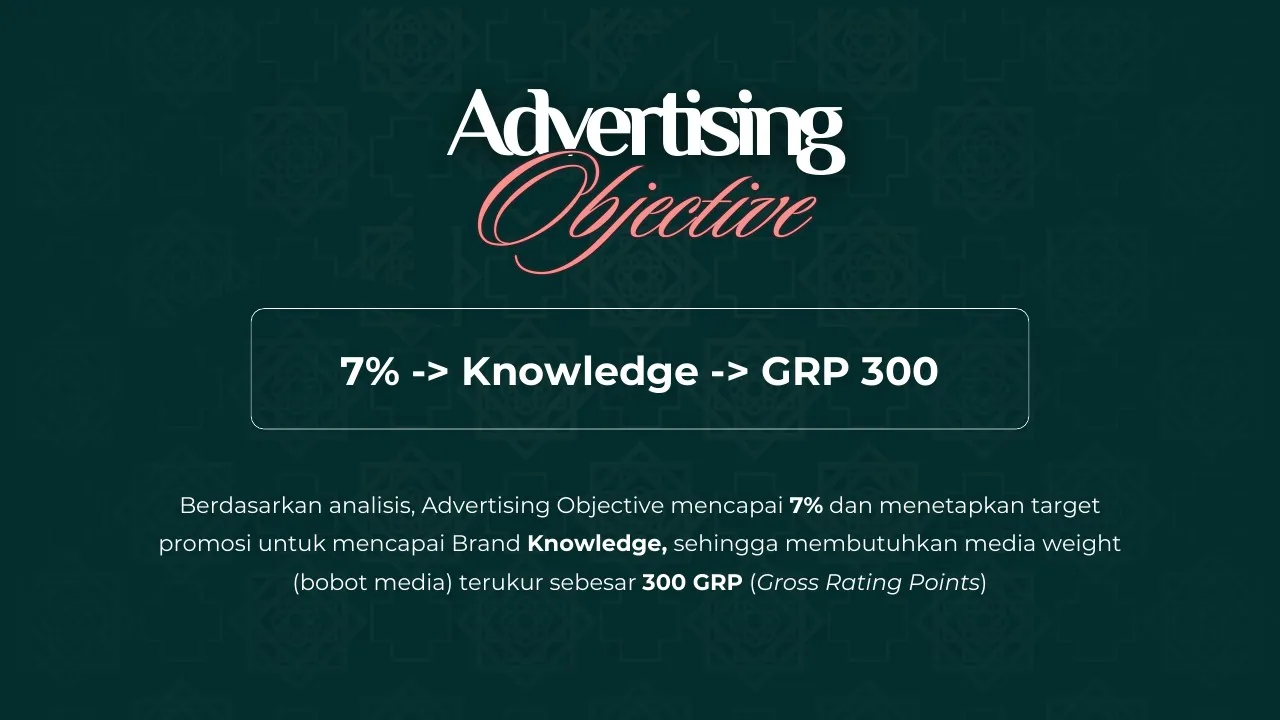 Advertising
Objective
7% -> Knowledge -> GRP 300
Berdasarkan analisis, Advertising Objective mencapai 7% dan menetapkan target
promosi untuk mencapai Brand Knowledge, sehingga membutuhkan media weight
(bobot media) terukur sebesar 300 GRP (Gross Rating Points)